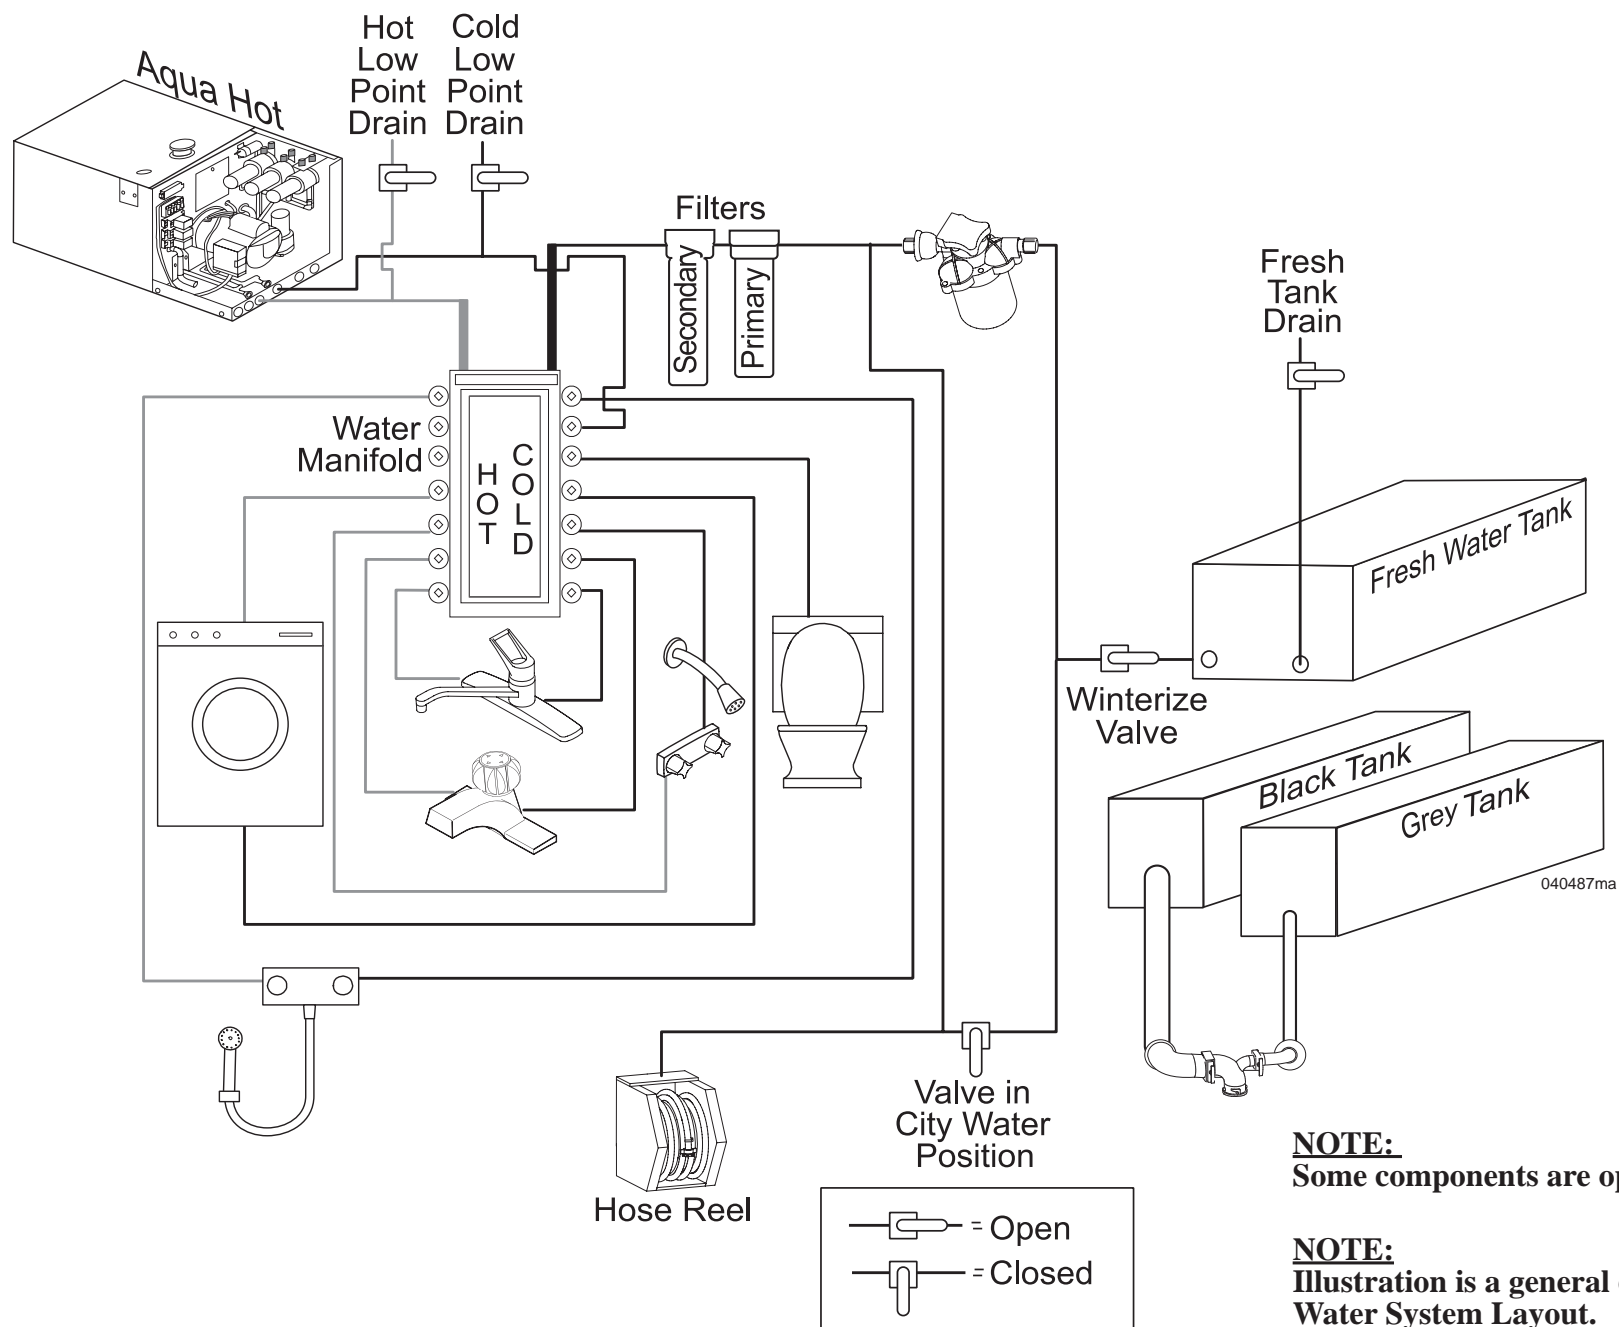 Hot
Low
Point
Drain
Cold
Low
Point
Drain
Aqua Hot
Filters
Secondary
Primary
Fresh
Tank
Drain
Water
Manifold
HOT
COLD
Fresh Water Tank
Winterize
Valve
Black Tank
Grey Tank
040487ma
Valve in
City Water
Position
Hose Reel
= Open
= Closed
NOTE:
Some components are
NOTE:
Illustration is a general
Water System Layout.